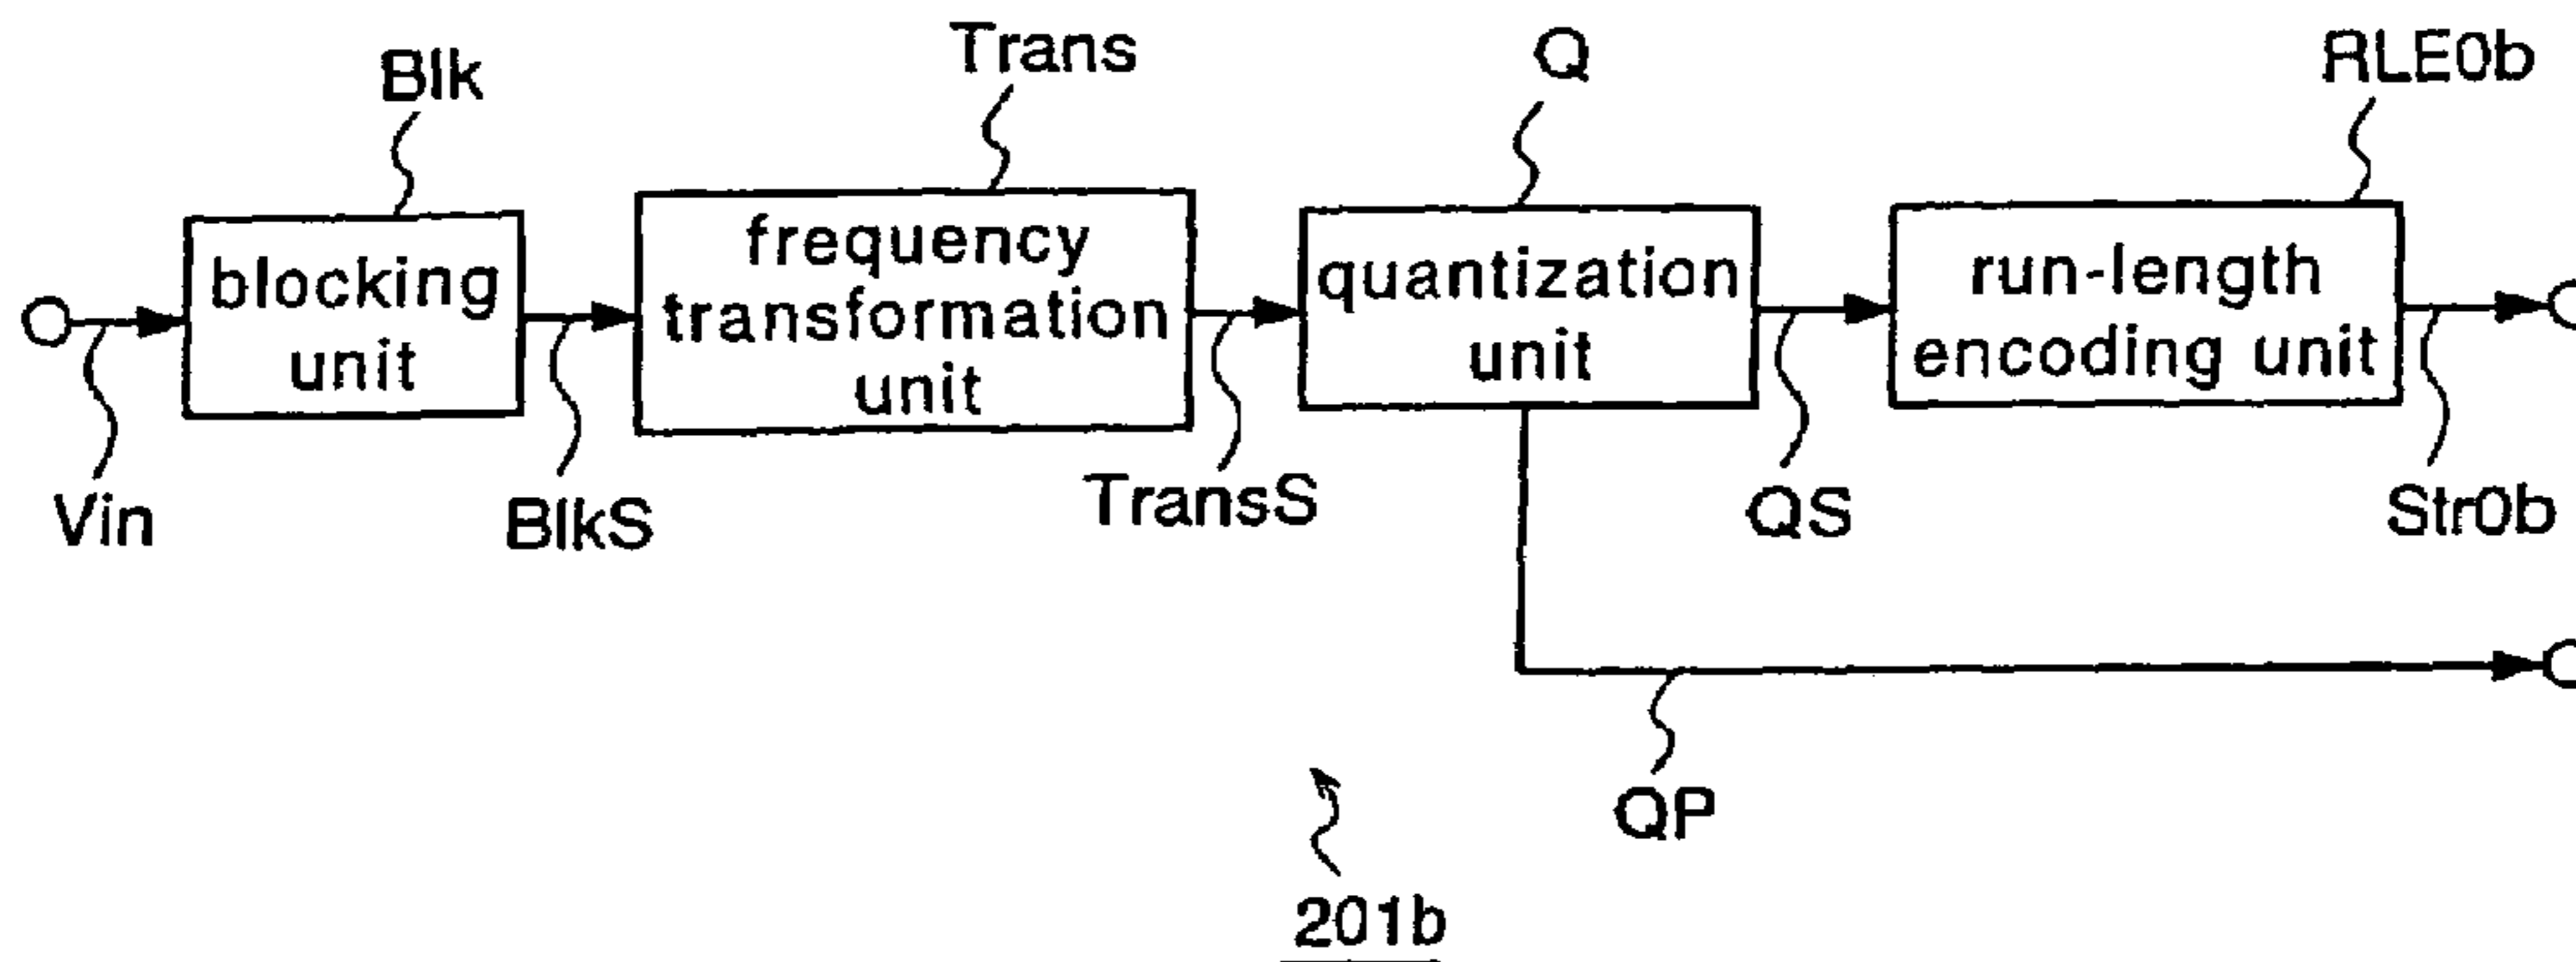 Blk
Trans
Q
RLE0b
blocking
unit
frequency
transformation
unit
quantization
unit
run-length
encoding unit
Vin
BlkS
TransS
QS
Str0b
QP
201b